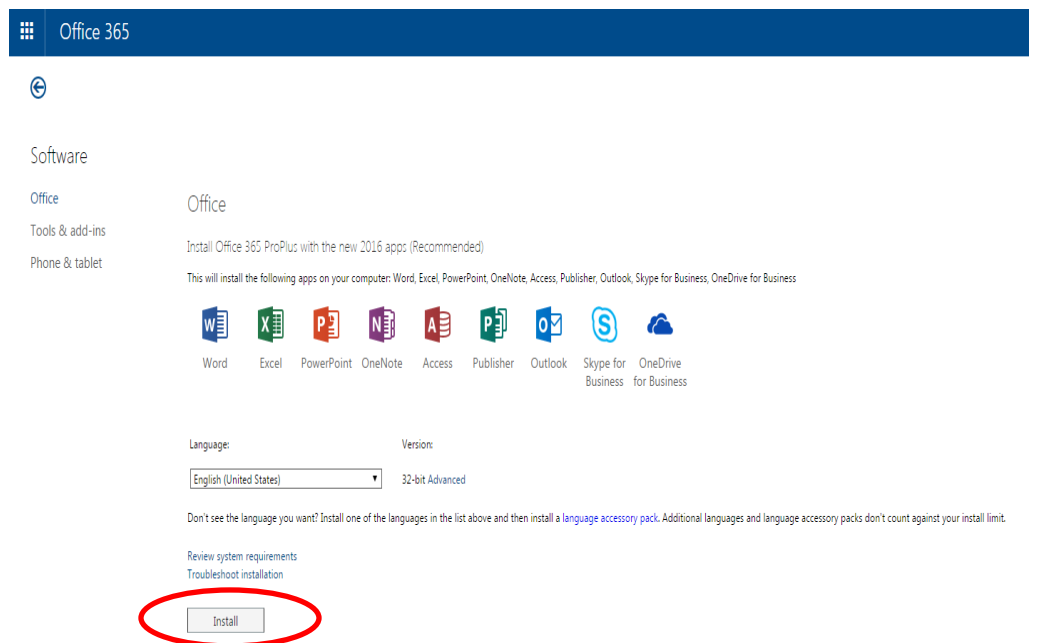 Office 365
Software
Office
Tools & add-ins
Phone & tablet
Office
Install Office 365 ProPlus with the new 2016 apps (Recommended)
This will install the following apps on your computer: Word, Excel, PowerPoint, OneNote, Access, Publisher, Outlook, Skype for Business, OneDrive for Business
Word Excel PowerPoint OneNote Access Publisher Outlook Skype for Business OneDrive for Business
Language: Version:
English (United States) 32-bit Advanced
Don't see the language you want? Install one of the languages in the list above and then install a language accessory pack. Additional languages and language accessory packs don't count against your install limit.
Review system requirements
Troubleshoot installation
Install